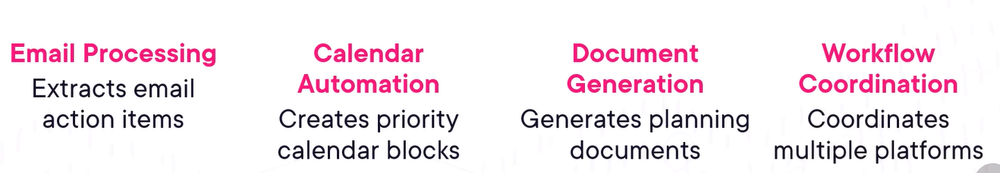 Email Processing
Extracts email
action items
Calendar
Automation
Creates priority
calendar blocks
Document
Generation
Generates planning
documents
Workflow
Coordination
Coordinates
multiple platforms